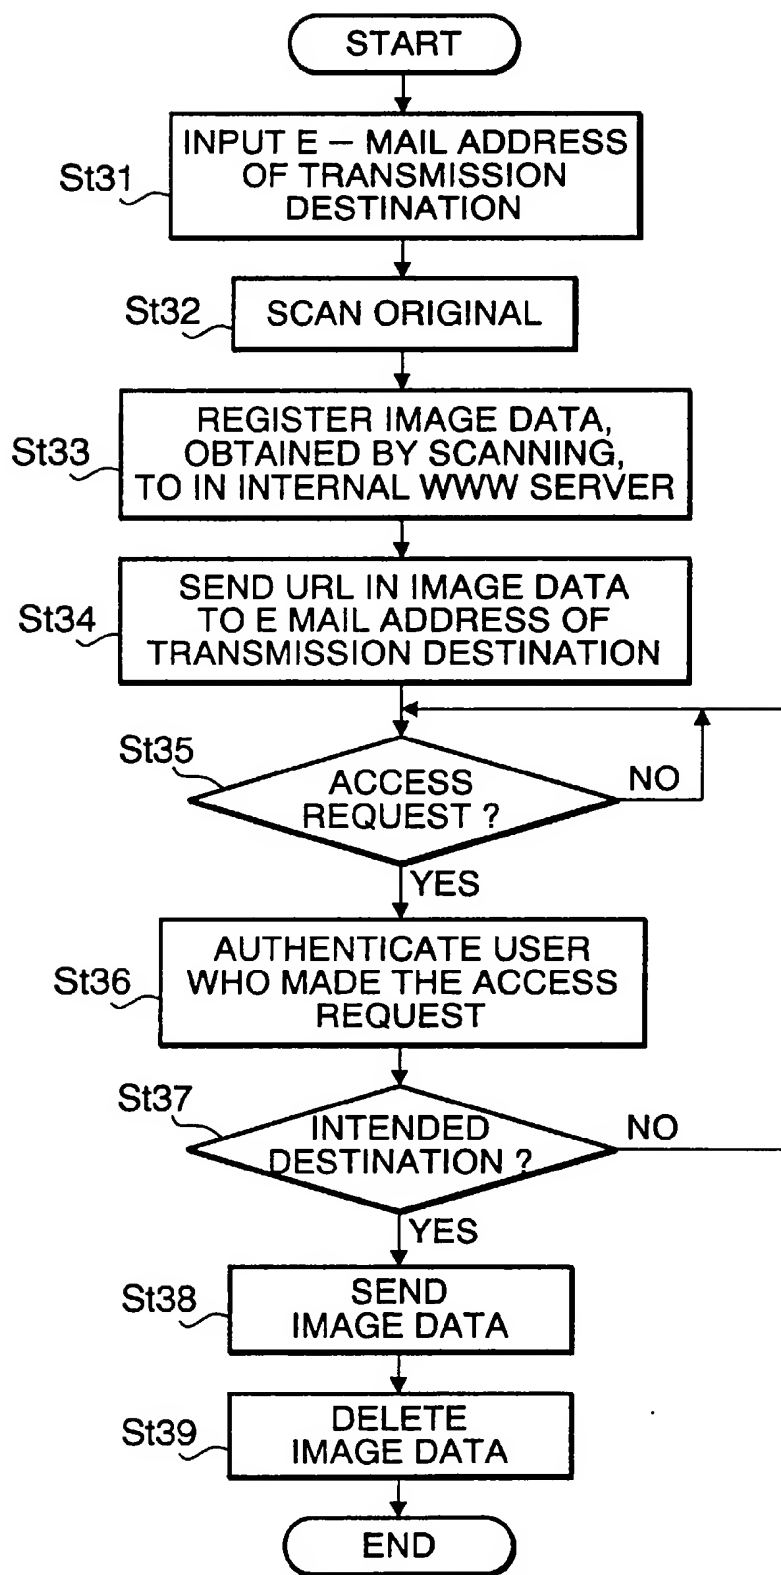 START
St31
INPUT E – MAIL ADDRESS
OF TRANSMISSION
DESTINATION
St32
SCAN ORIGINAL
St33
REGISTER IMAGE DATA,
OBTAINED BY SCANNING,
TO IN INTERNAL WWW SERVER
St34
SEND URL IN IMAGE DATA
TO E MAIL ADDRESS OF
TRANSMISSION DESTINATION
St35
ACCESS
REQUEST ?
NO
YES
St36
AUTHENTICATE USER
WHO MADE THE ACCESS
REQUEST
St37
INTENDED
DESTINATION ?
NO
YES
St38
SEND
IMAGE DATA
St39
DELETE
IMAGE DATA
END